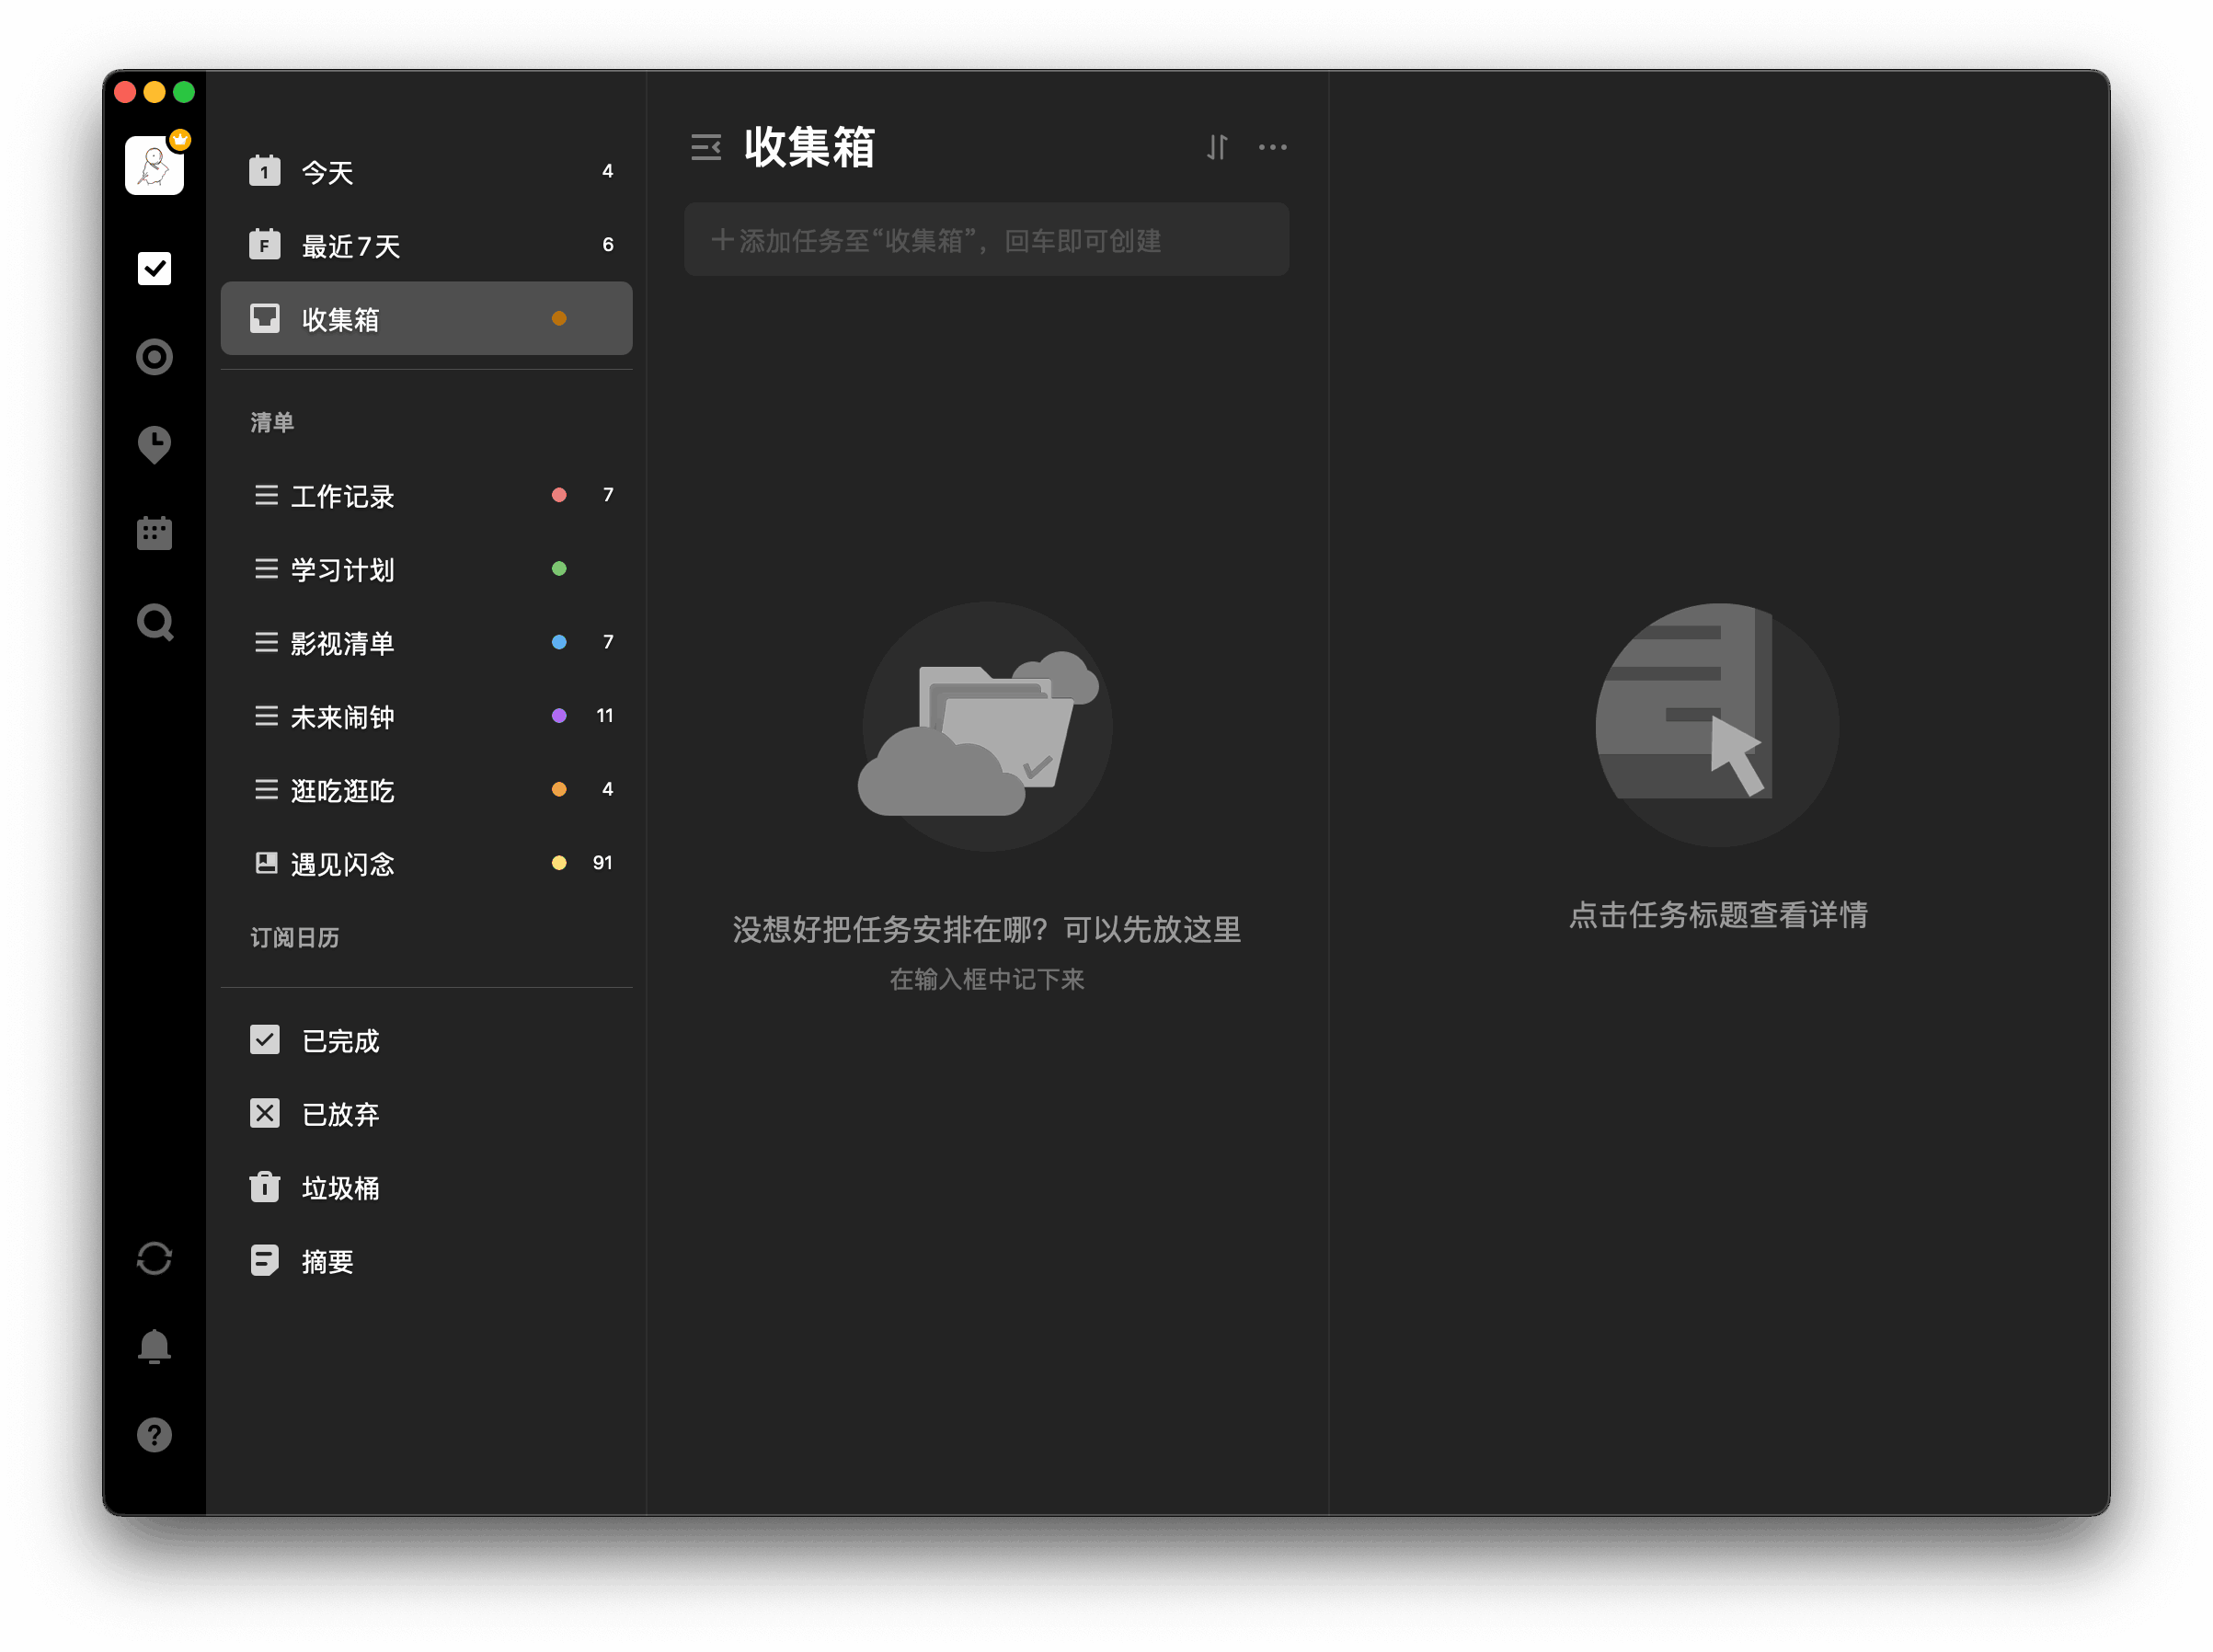 1 今天 4
F 最近7天 6
收集箱
清单
工作记录 7
学习计划
影视清单 7
未来闹钟 11
逛吃逛吃 4
遇见闪念 91
订阅日历
已完成
已放弃
垃圾桶
摘要
收集箱
+添加任务至“收集箱”，回车即可创建
没想好把任务安排在哪？可以先放这里
在输入框中记下来
点击任务标题查看详情